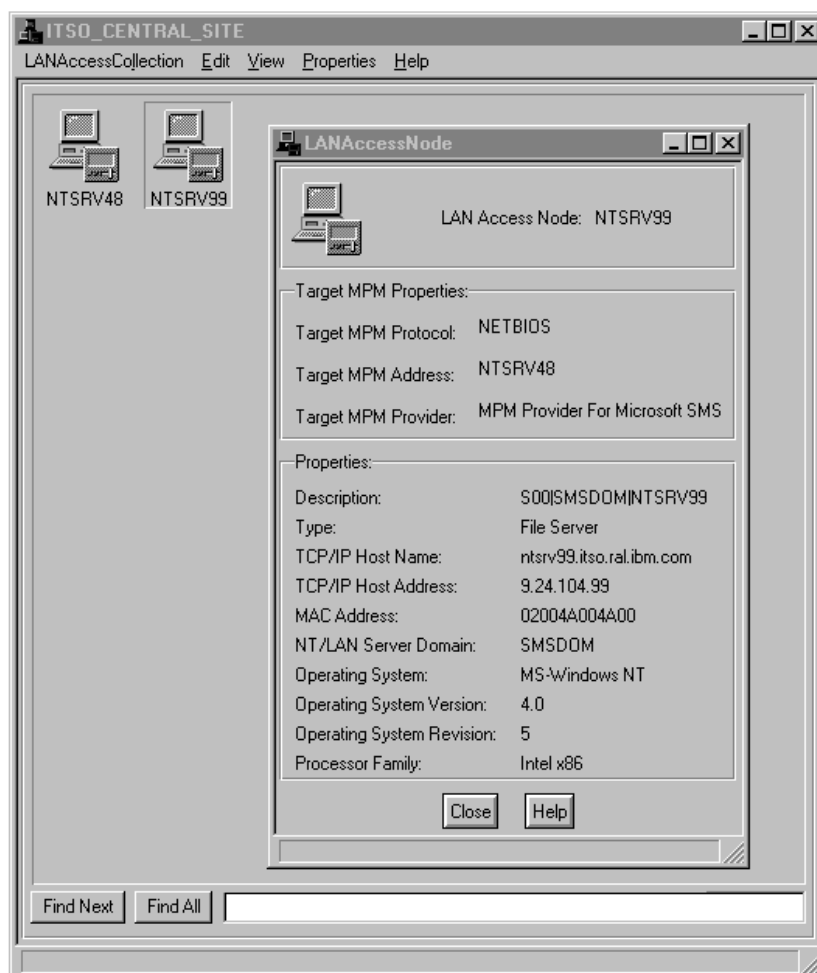 ITSO_CENTRAL_SITE
LANAccessCollection Edit View Properties Help
NTSRV48 NTSRV99
LANAccessNode
LAN Access Node: NTSRV99
Target MPM Properties:
Target MPM Protocol: NETBIOS
Target MPM Address: NTSRV48
Target MPM Provider: MPM Provider For Microsoft SMS
Properties:
Description: S00|SMSDOM|NTSRV99
Type: File Server
TCP/IP Host Name: ntsrv99.itso.ral.ibm.com
TCP/IP Host Address: 9.24.104.99
MAC Address: 02004A004A00
NT/LAN Server Domain: SMSDOM
Operating System: MS-Windows NT
Operating System Version: 4.0
Operating System Revision: 5
Processor Family: Intel x86
Close Help
Find Next Find All